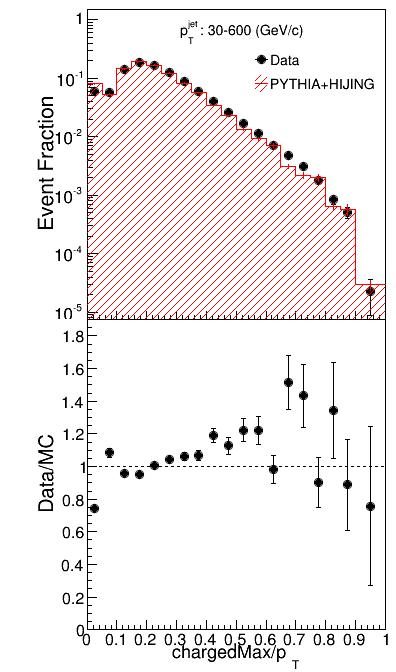 p_T^jet : 30-600 (GeV/c)
Data
PYTHIA+HIJING
Event Fraction
1
10^-1
10^-2
10^-3
10^-4
10^-5
Data/MC
1.8
1.6
1.4
1.2
1
0.8
0.6
0.4
0.2
0
0 0.1 0.2 0.3 0.4 0.5 0.6 0.7 0.8 0.9 1
chargedMax/p_T